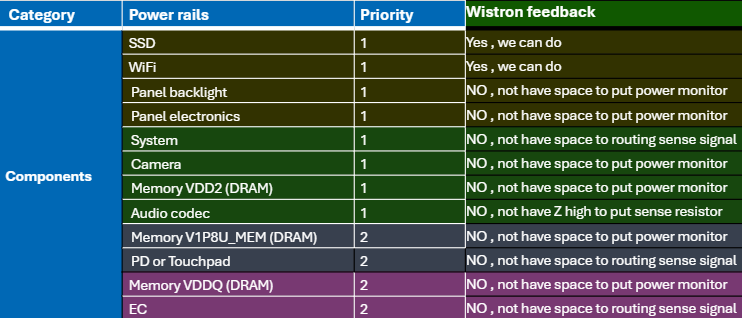 Category Power rails Priority Wistron feedback
SSD 1 Yes , we can do
WiFi 1 Yes , we can do
Panel backlight 1 NO , not have space to put power monitor
Panel electronics 1 NO , not have space to put power monitor
System 1 NO , not have space to routing sense signal
Camera 1 NO , not have space to put power monitor
Components
Memory VDD2 (DRAM) 1 NO , not have space to put power monitor
Audio codec 1 NO , not have Z high to put sense resistor
Memory V1P8U_MEM (DRAM) 2 NO , not have space to put power monitor
PD or Touchpad 2 NO , not have space to routing sense signal
Memory VDDQ (DRAM) 2 NO , not have space to put power monitor
EC 2 NO , not have space to routing sense signal